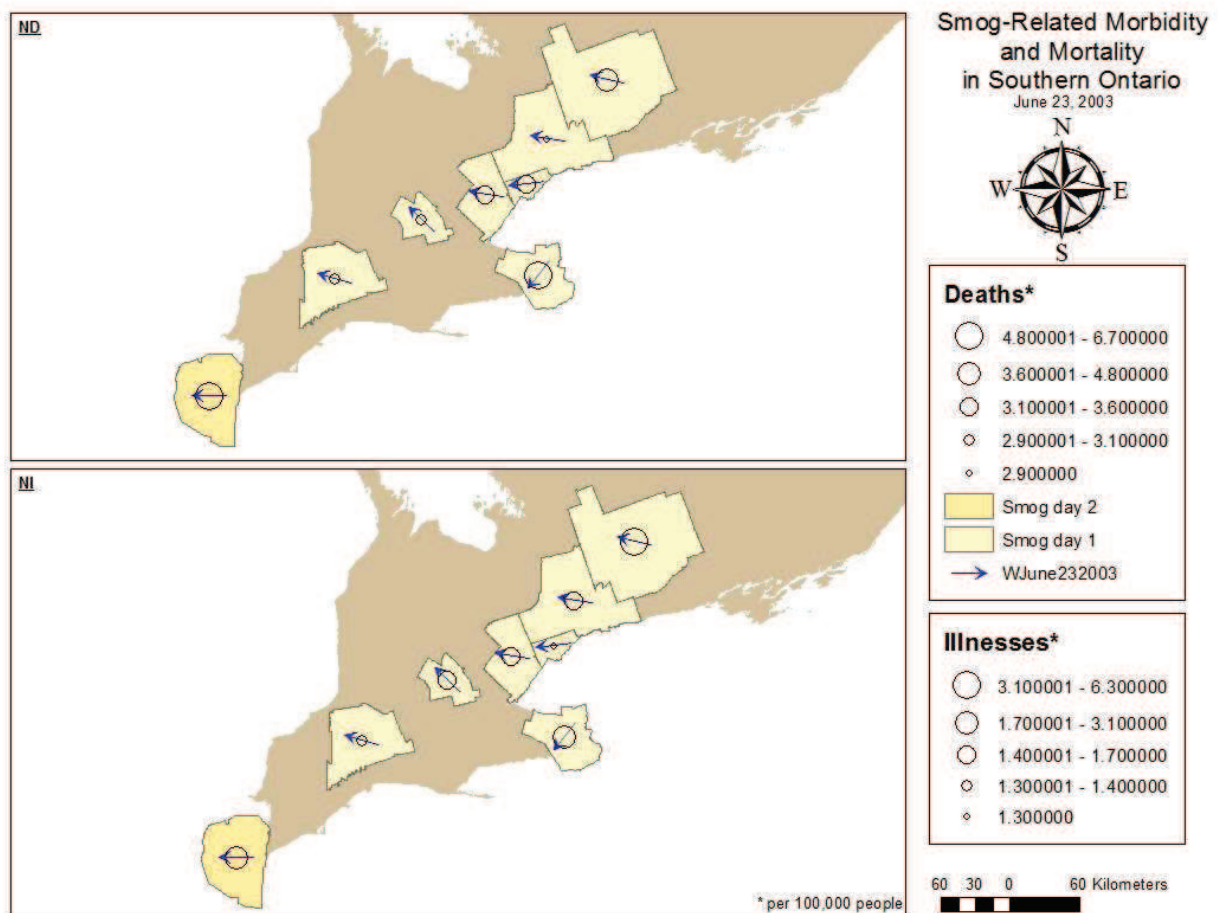 ND
NI
* per 100,000 people
Smog-Related Morbidity
and Mortality
in Southern Ontario
June 23, 2003
N
W E
S
Deaths*
4.800001 - 6.700000
3.600001 - 4.800000
3.100001 - 3.600000
2.900001 - 3.100000
2.900000
Smog day 2
Smog day 1
WJune232003
Illnesses*
3.100001 - 6.300000
1.700001 - 3.100000
1.400001 - 1.700000
1.300001 - 1.400000
1.300000
60 30 0 60 Kilometers